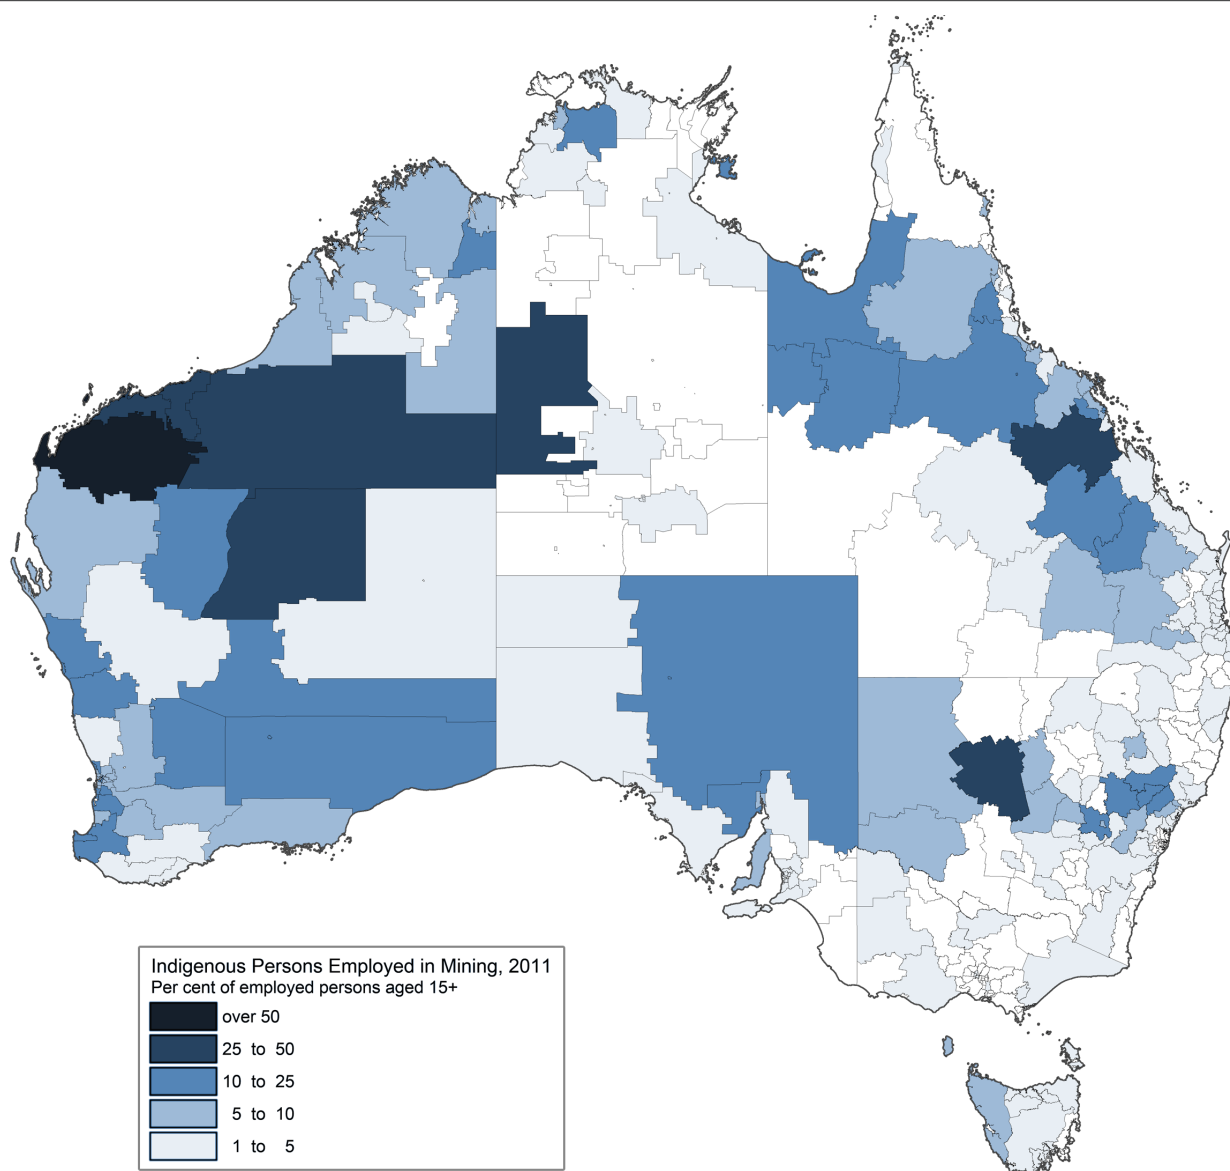 Indigenous Persons Employed in Mining, 2011
Per cent of employed persons aged 15+
over 50
25 to 50
10 to 25
5 to 10
1 to 5